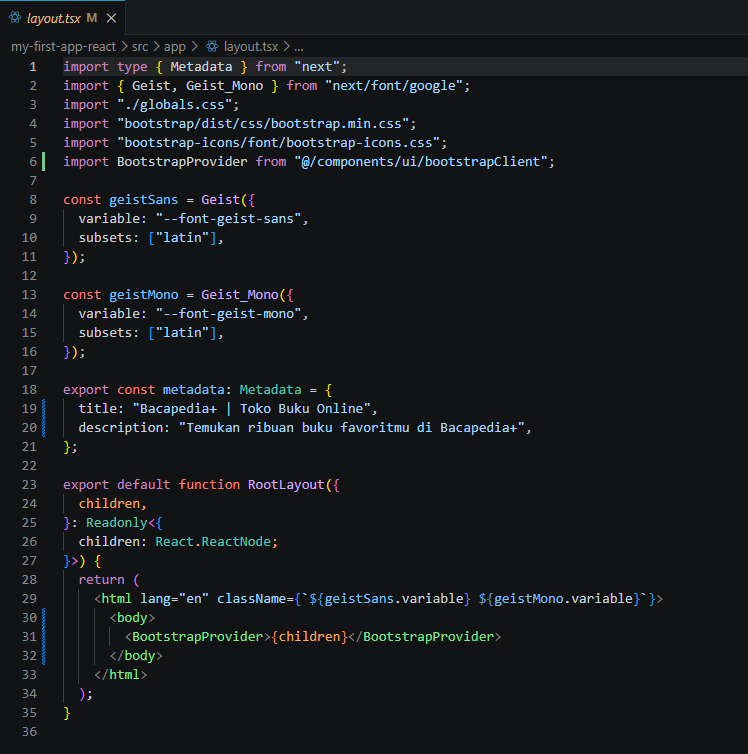 layout.tsx M ×
my-first-app-react > src > app > layout.tsx > ...
1 import type { Metadata } from "next";
2 import { Geist, Geist_Mono } from "next/font/google";
3 import "./globals.css";
4 import "bootstrap/dist/css/bootstrap.min.css";
5 import "bootstrap-icons/font/bootstrap-icons.css";
6 import BootstrapProvider from "@/components/ui/bootstrapClient";
7
8 const geistSans = Geist({
9   variable: "--font-geist-sans",
10   subsets: ["latin"],
11 });
12
13 const geistMono = Geist_Mono({
14   variable: "--font-geist-mono",
15   subsets: ["latin"],
16 });
17
18 export const metadata: Metadata = {
19   title: "Bacapedia+ | Toko Buku Online",
20   description: "Temukan ribuan buku favoritmu di Bacapedia+",
21 };
22
23 export default function RootLayout({
24   children,
25 }: Readonly<{
26   children: React.ReactNode;
27 }>) {
28   return (
29     <html lang="en" className={`${geistSans.variable} ${geistMono.variable}`}>
30       <body>
31         <BootstrapProvider>{children}</BootstrapProvider>
32       </body>
33     </html>
34   );
35 }
36